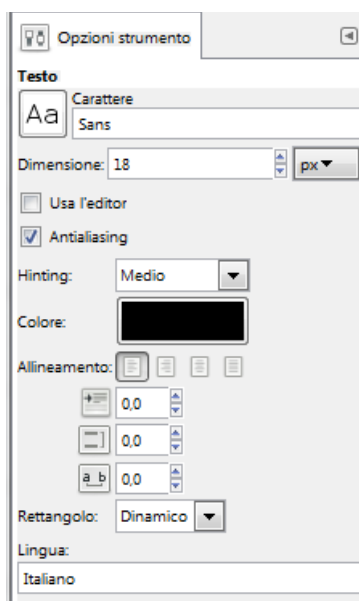 Opzioni strumento
Testo
Aa
Carattere
Sans
Dimensione: 18 px
Usa l'editor
Antialiasing
Hinting: Medio
Colore:
Allineamento:
0,0
0,0
a b 0,0
Rettangolo: Dinamico
Lingua:
Italiano